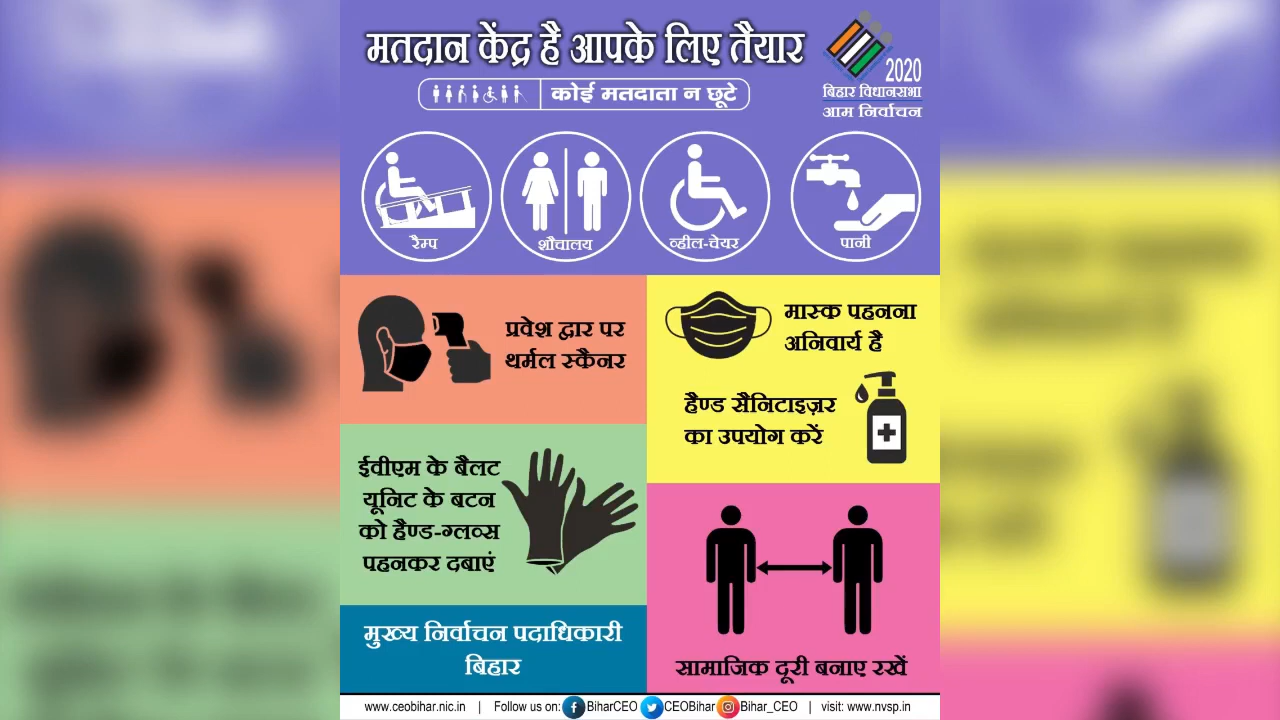 मतदान केंद्र है आपके लिए तैयार
कोई मतदाता न छूटे
2020
बिहार विधानसभा
आम निर्वाचन
रैम्प
शौचालय
व्हील-चेयर
पानी
प्रवेश द्वार पर
थर्मल स्कैनर
मास्क पहनना
अनिवार्य है
हैण्ड सैनिटाइज़र
का उपयोग करें
ईवीएम के बैलट
यूनिट के बटन
को हैण्ड-ग्लव्स
पहनकर दबाएं
सामाजिक दूरी बनाए रखें
मुख्य निर्वाचन पदाधिकारी
बिहार
www.ceobihar.nic.in | Follow us on: BiharCEO CEOBihar Bihar_CEO | visit: www.nvsp.in